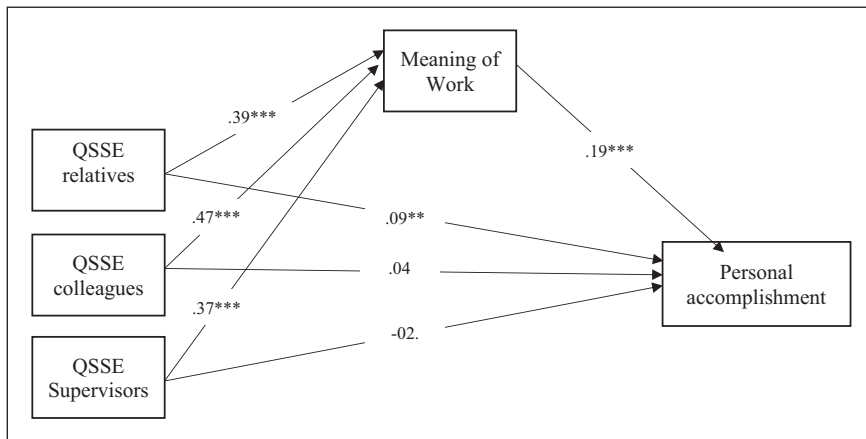 Meaning of
Work
.39***
.19***
QSSE
relatives
.47***
.09**
QSSE
colleagues
.04
Personal
accomplishment
.37***
-02.
QSSE
Supervisors